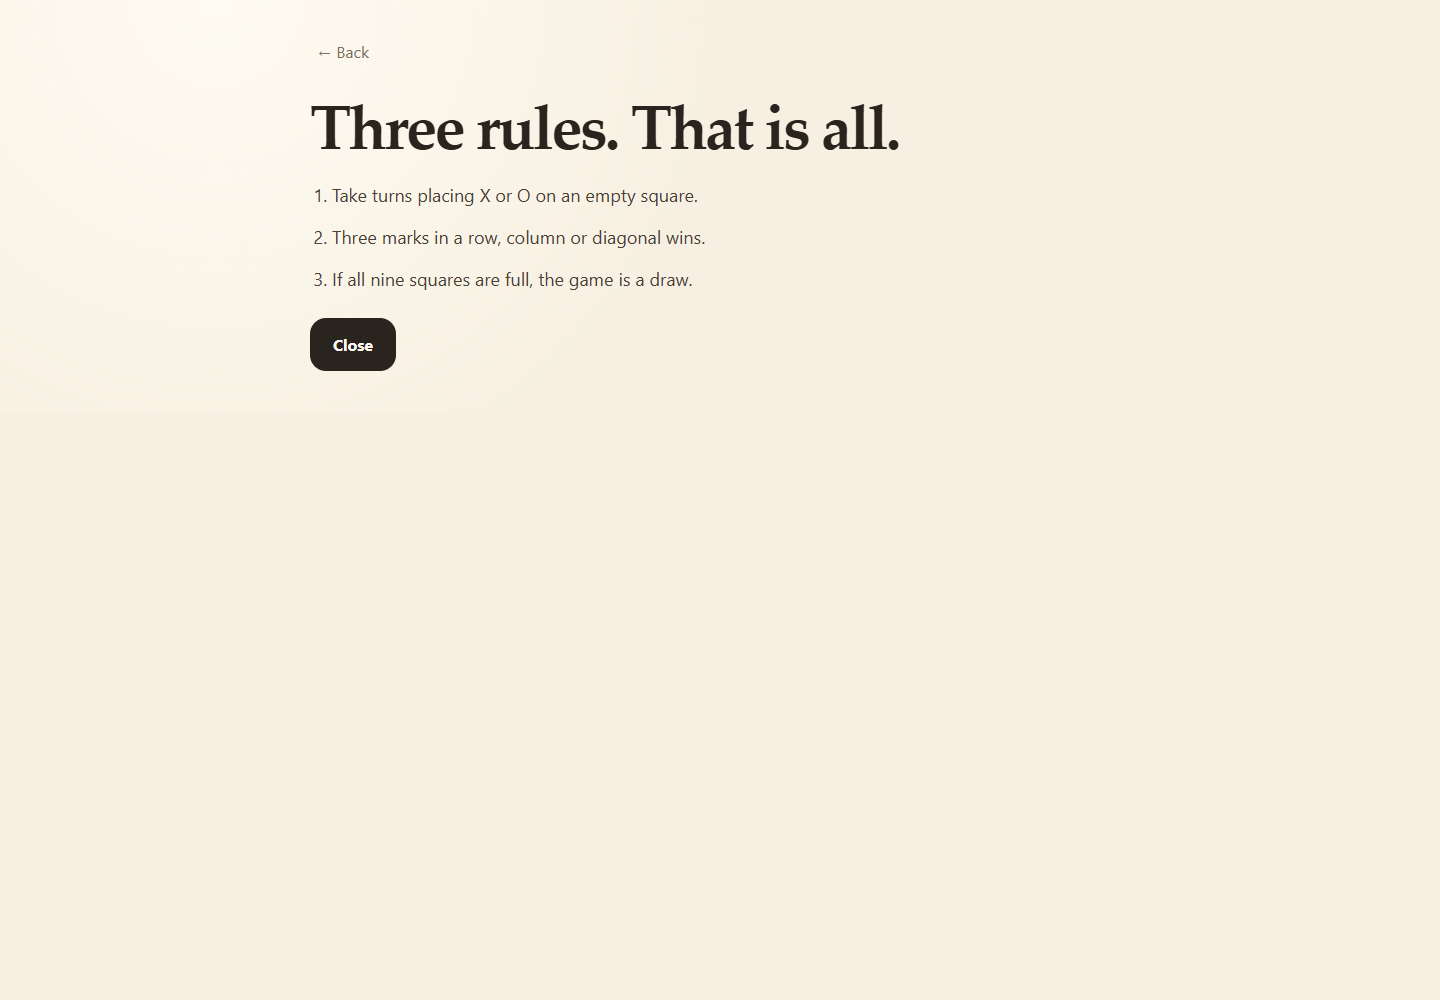 ← Back
Three rules. That is all.
1. Take turns placing X or O on an empty square.
2. Three marks in a row, column or diagonal wins.
3. If all nine squares are full, the game is a draw.
Close